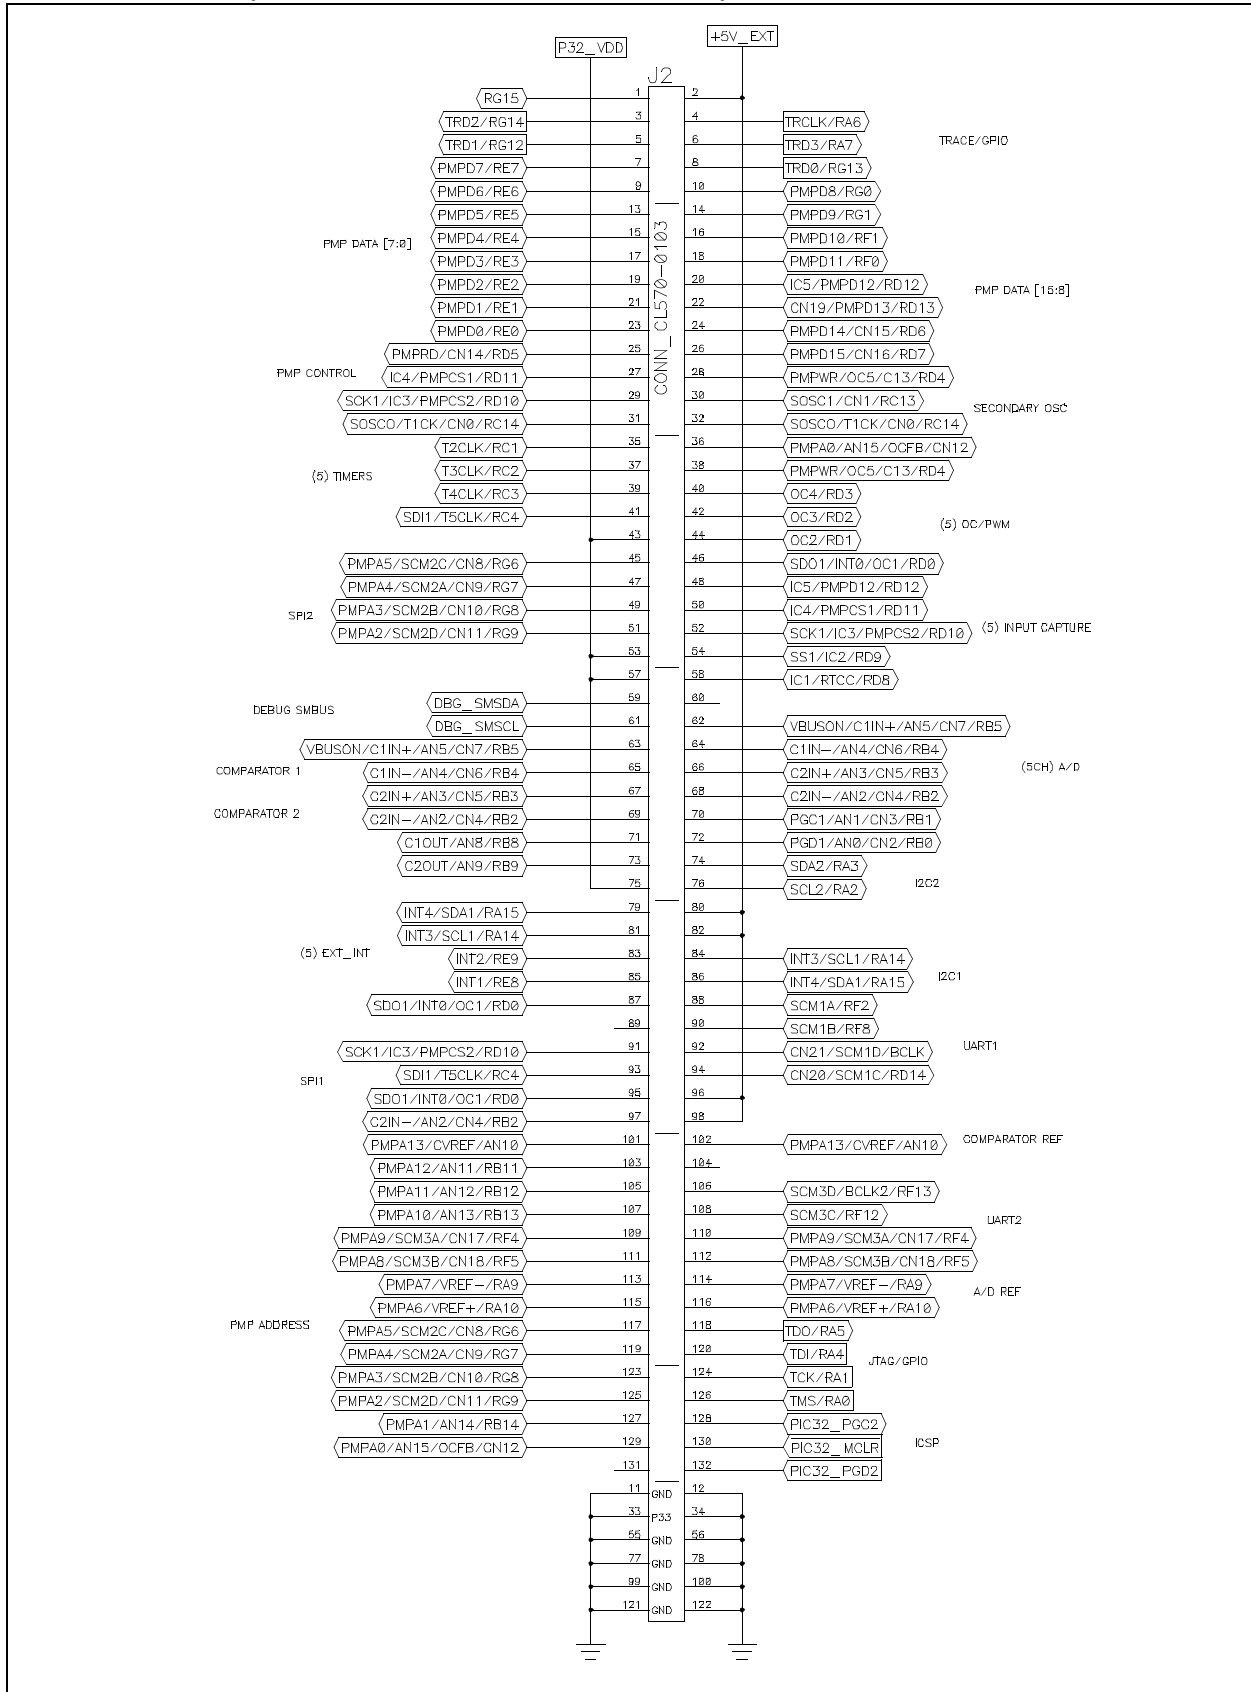 P32_VDD +5V_EXT
J2
CONN_CL570-0103
RG15 1 2
TRD2/RG14 3 4 TRCLK/RA6
TRD1/RG12 5 6 TRD3/RA7 TRACE/GPIO
PMPD7/RE7 7 8 TRD0/RG13
PMPD6/RE6 9 10 PMPD8/RG0
PMPD5/RE5 13 14 PMPD9/RG1
PMP DATA [7:0] PMPD4/RE4 15 16 PMPD10/RF1
PMPD3/RE3 17 18 PMPD11/RF0
PMPD2/RE2 19 20 IC5/PMPD12/RD12 PMP DATA [15:8]
PMPD1/RE1 21 22 CN19/PMPD13/RD13
PMPD0/RE0 23 24 PMPD14/CN15/RD6
PMPRD/CN14/RD5 25 26 PMPD15/CN16/RD7
PMP CONTROL IC4/PMPCS1/RD11 27 28 PMPWR/OC5/C13/RD4
SCK1/IC3/PMPCS2/RD10 29 30 SOSC1/CN1/RC13 SECONDARY OSC
SOSCO/T1CK/CN0/RC14 31 32 SOSCO/T1CK/CN0/RC14
T2CLK/RC1 35 36 PMPA0/AN15/OCFB/CN12
(5) TIMERS T3CLK/RC2 37 38 PMPWR/OC5/C13/RD4
T4CLK/RC3 39 40 OC4/RD3
SDI1/T5CLK/RC4 41 42 OC3/RD2 (5) OC/PWM
43 44 OC2/RD1
PMPA5/SCM2C/CN8/RG6 45 46 SDO1/INT0/OC1/RD0
PMPA4/SCM2A/CN9/RG7 47 48 IC5/PMPD12/RD12
SPI2 PMPA3/SCM2B/CN10/RG8 49 50 IC4/PMPCS1/RD11
PMPA2/SCM2D/CN11/RG9 51 52 SCK1/IC3/PMPCS2/RD10 (5) INPUT CAPTURE
53 54 SS1/IC2/RD9
57 58 IC1/RTCC/RD8
DEBUG SMBUS DBG_SMSDA 59 60
DBG_SMSCL 61 62 VBUSON/C1IN+/AN5/CN7/RB5
VBUSON/C1IN+/AN5/CN7/RB5 63 64 C1IN-/AN4/CN6/RB4
COMPARATOR 1 C1IN-/AN4/CN6/RB4 65 66 C2IN+/AN3/CN5/RB3 (5CH) A/D
C2IN+/AN3/CN5/RB3 67 68 C2IN-/AN2/CN4/RB2
COMPARATOR 2 C2IN-/AN2/CN4/RB2 69 70 PGC1/AN1/CN3/RB1
C1OUT/AN8/RB8 71 72 PGD1/AN0/CN2/RB0
C2OUT/AN9/RB9 73 74 SDA2/RA3
75 76 SCL2/RA2 I2C2
INT4/SDA1/RA15 79 80
INT3/SCL1/RA14 81 82
(5) EXT_INT INT2/RE9 83 84 INT3/SCL1/RA14
INT1/RE8 85 86 INT4/SDA1/RA15 I2C1
SDO1/INT0/OC1/RD0 87 88 SCM1A/RF2
89 90 SCM1B/RF8
SCK1/IC3/PMPCS2/RD10 91 92 CN21/SCM1D/BCLK UART1
SPI1 SDI1/T5CLK/RC4 93 94 CN20/SCM1C/RD14
SDO1/INT0/OC1/RD0 95 96
C2IN-/AN2/CN4/RB2 97 98
PMPA13/CVREF/AN10 101 102 PMPA13/CVREF/AN10 COMPARATOR REF
PMPA12/AN11/RB11 103 104
PMPA11/AN12/RB12 105 106 SCM3D/BCLK2/RF13
PMPA10/AN13/RB13 107 108 SCM3C/RF12 UART2
PMPA9/SCM3A/CN17/RF4 109 110 PMPA9/SCM3A/CN17/RF4
PMPA8/SCM3B/CN18/RF5 111 112 PMPA8/SCM3B/CN18/RF5
PMPA7/VREF-/RA9 113 114 PMPA7/VREF-/RA9 A/D REF
PMPA6/VREF+/RA10 115 116 PMPA6/VREF+/RA10
PMP ADDRESS PMPA5/SCM2C/CN8/RG6 117 118 TDO/RA5
PMPA4/SCM2A/CN9/RG7 119 120 TDI/RA4 JTAG/GPIO
PMPA3/SCM2B/CN10/RG8 123 124 TCK/RA1
PMPA2/SCM2D/CN11/RG9 125 126 TMS/RA0
PMPA1/AN14/RB14 127 128 PIC32_PGC2
PMPA0/AN15/OCFB/CN12 129 130 PIC32_MCLR ICSP
131 132 PIC32_PGD2
11 GND 12
33 P33 34
55 GND 56
77 GND 78
99 GND 100
121 GND 122